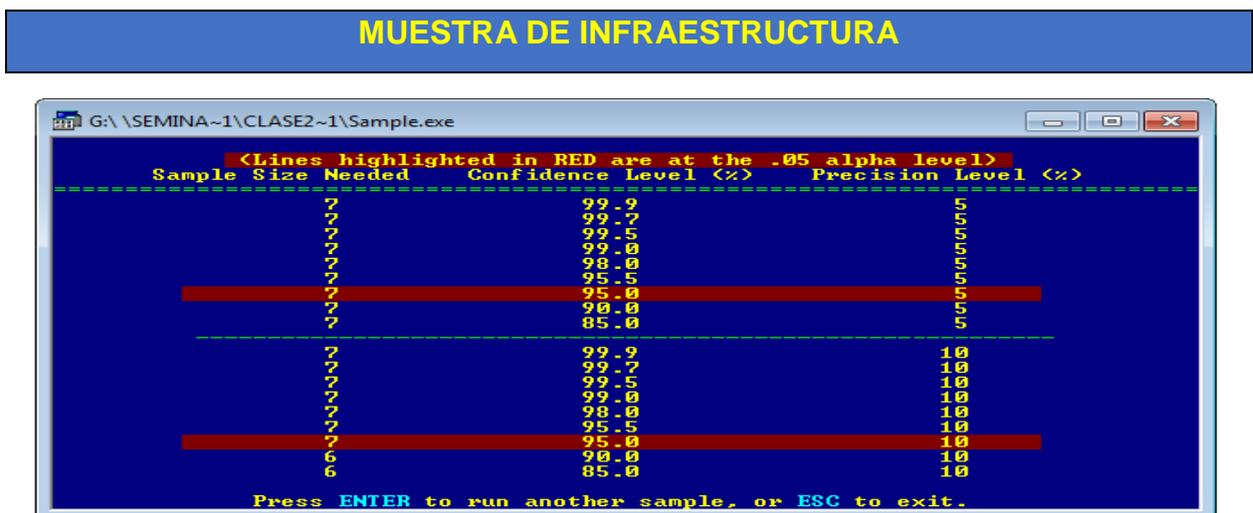 MUESTRA DE INFRAESTRUCTURA
G:\ \SEMINA~1\CLASE2~1\Sample.exe
<Lines highlighted in RED are at the .05 alpha level>
Sample Size Needed Confidence Level <%> Precision Level <%>
7 99.9 5
7 99.7 5
7 99.5 5
7 99.0 5
7 98.0 5
7 95.5 5
7 95.0 5
7 90.0 5
7 85.0 5
7 99.9 10
7 99.7 10
7 99.5 10
7 99.0 10
7 98.0 10
7 95.5 10
7 95.0 10
6 90.0 10
6 85.0 10
Press ENTER to run another sample, or ESC to exit.